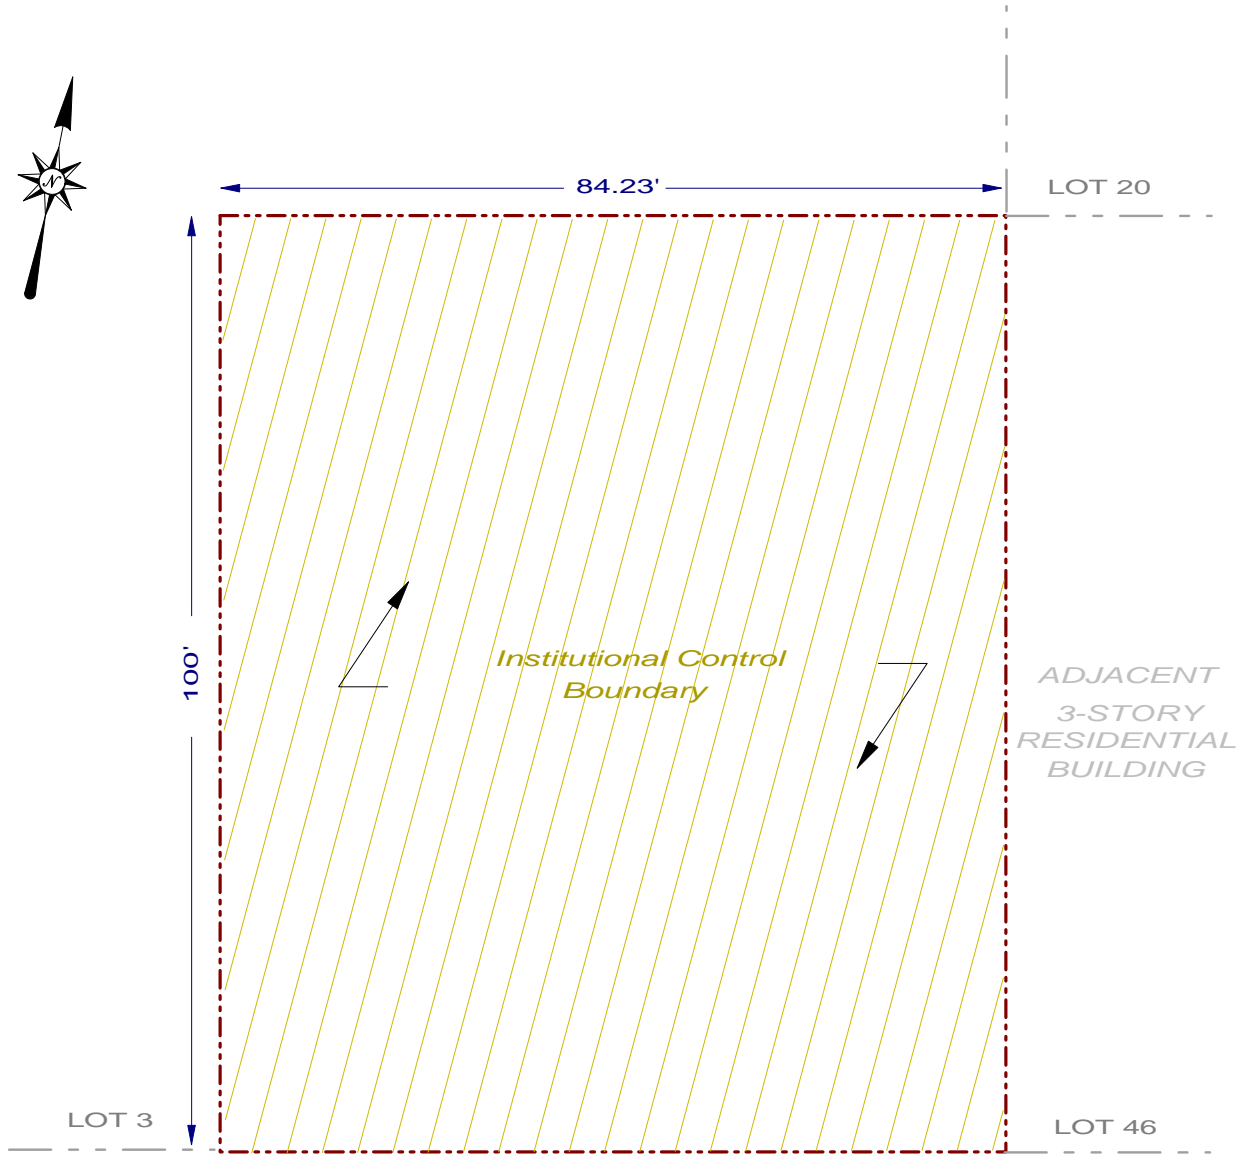 N
84.23'
LOT 20
100'
Institutional Control
Boundary
ADJACENT
3-STORY
RESIDENTIAL
BUILDING
LOT 3
LOT 46